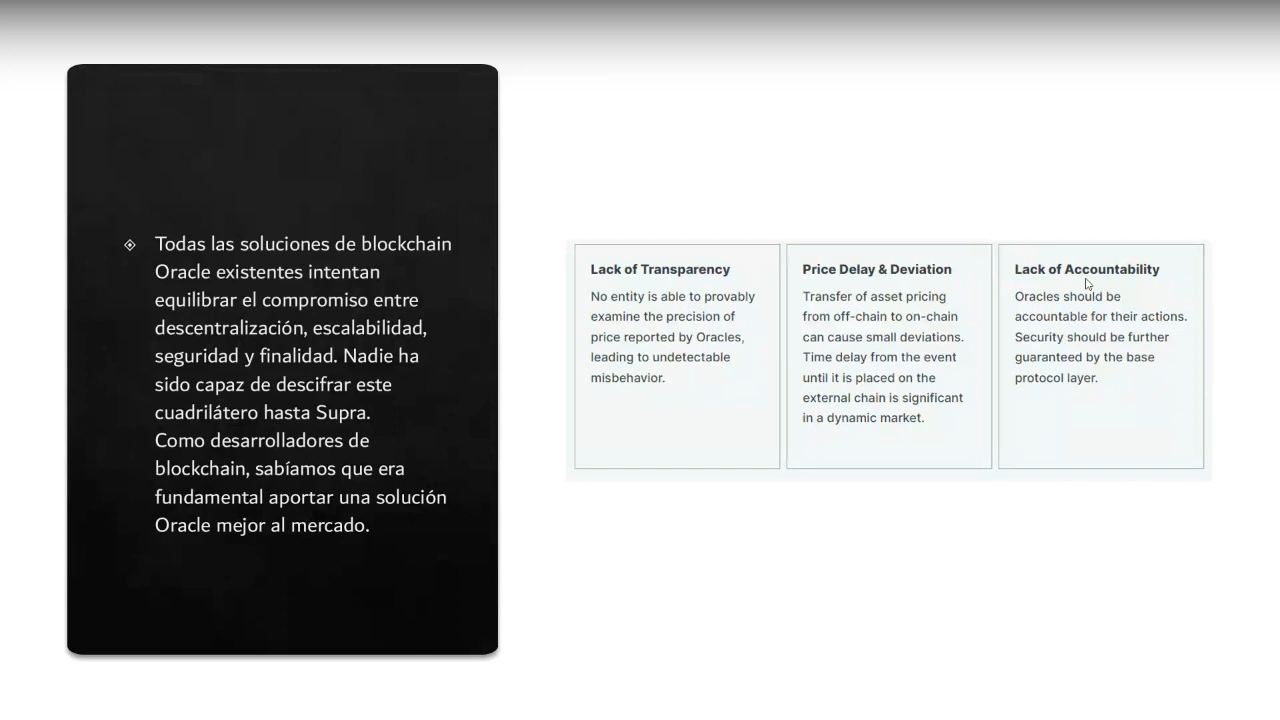 Todas las soluciones de blockchain
Oracle existentes intentan
equilibrar el compromiso entre
descentralización, escalabilidad,
seguridad y finalidad. Nadie ha
sido capaz de descifrar este
cuadrilátero hasta Supra.
Como desarrolladores de
blockchain, sabíamos que era
fundamental aportar una solución
Oracle mejor al mercado.
Lack of Transparency
No entity is able to provably
examine the precision of
price reported by Oracles,
leading to undetectable
misbehavior.
Price Delay & Deviation
Transfer of asset pricing
from off-chain to on-chain
can cause small deviations.
Time delay from the event
until it is placed on the
external chain is significant
in a dynamic market.
Lack of Accountability
Oracles should be
accountable for their actions.
Security should be further
guaranteed by the base
protocol layer.